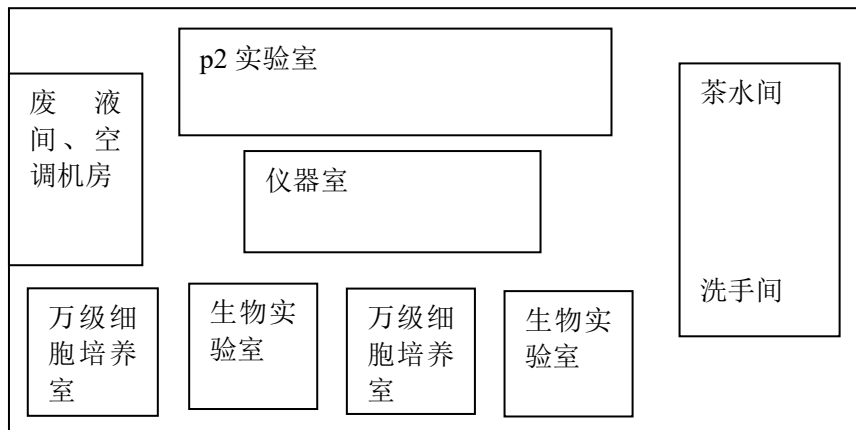 p2 实验室
废液
间、空
调机房
茶水间
仪器室
洗手间
万级细
胞培养
室
生物实
验室
万级细
胞培养
室
生物实
验室